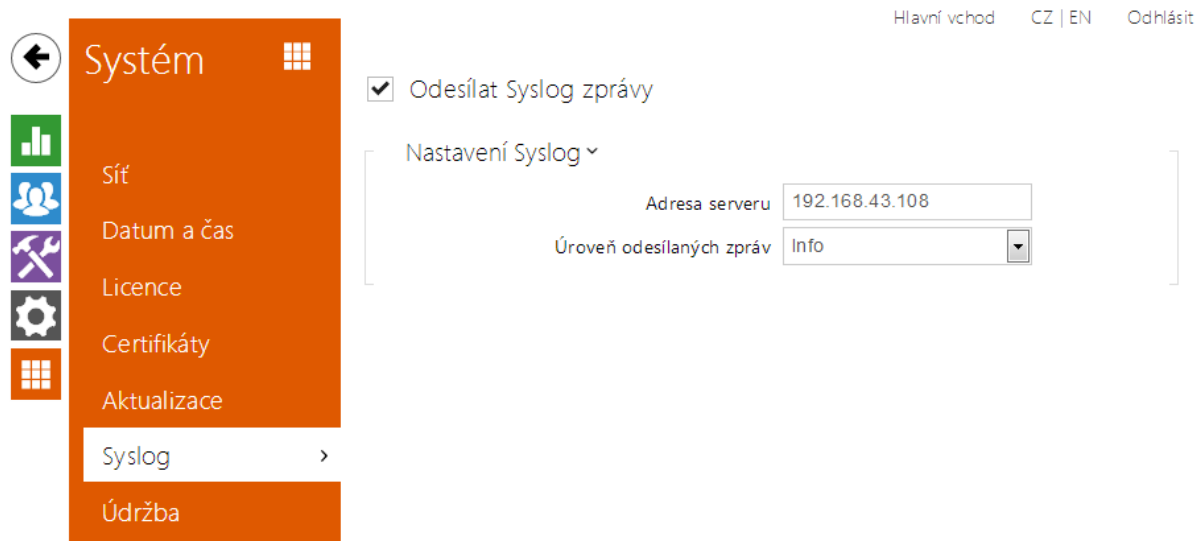 Hlavní vchod CZ | EN Odhlásit
Systém
Síť
Datum a čas
Licence
Certifikáty
Aktualizace
Syslog
Údržba
Odesílat Syslog zprávy
Nastavení Syslog
Adresa serveru 192.168.43.108
Úroveň odesílaných zpráv Info